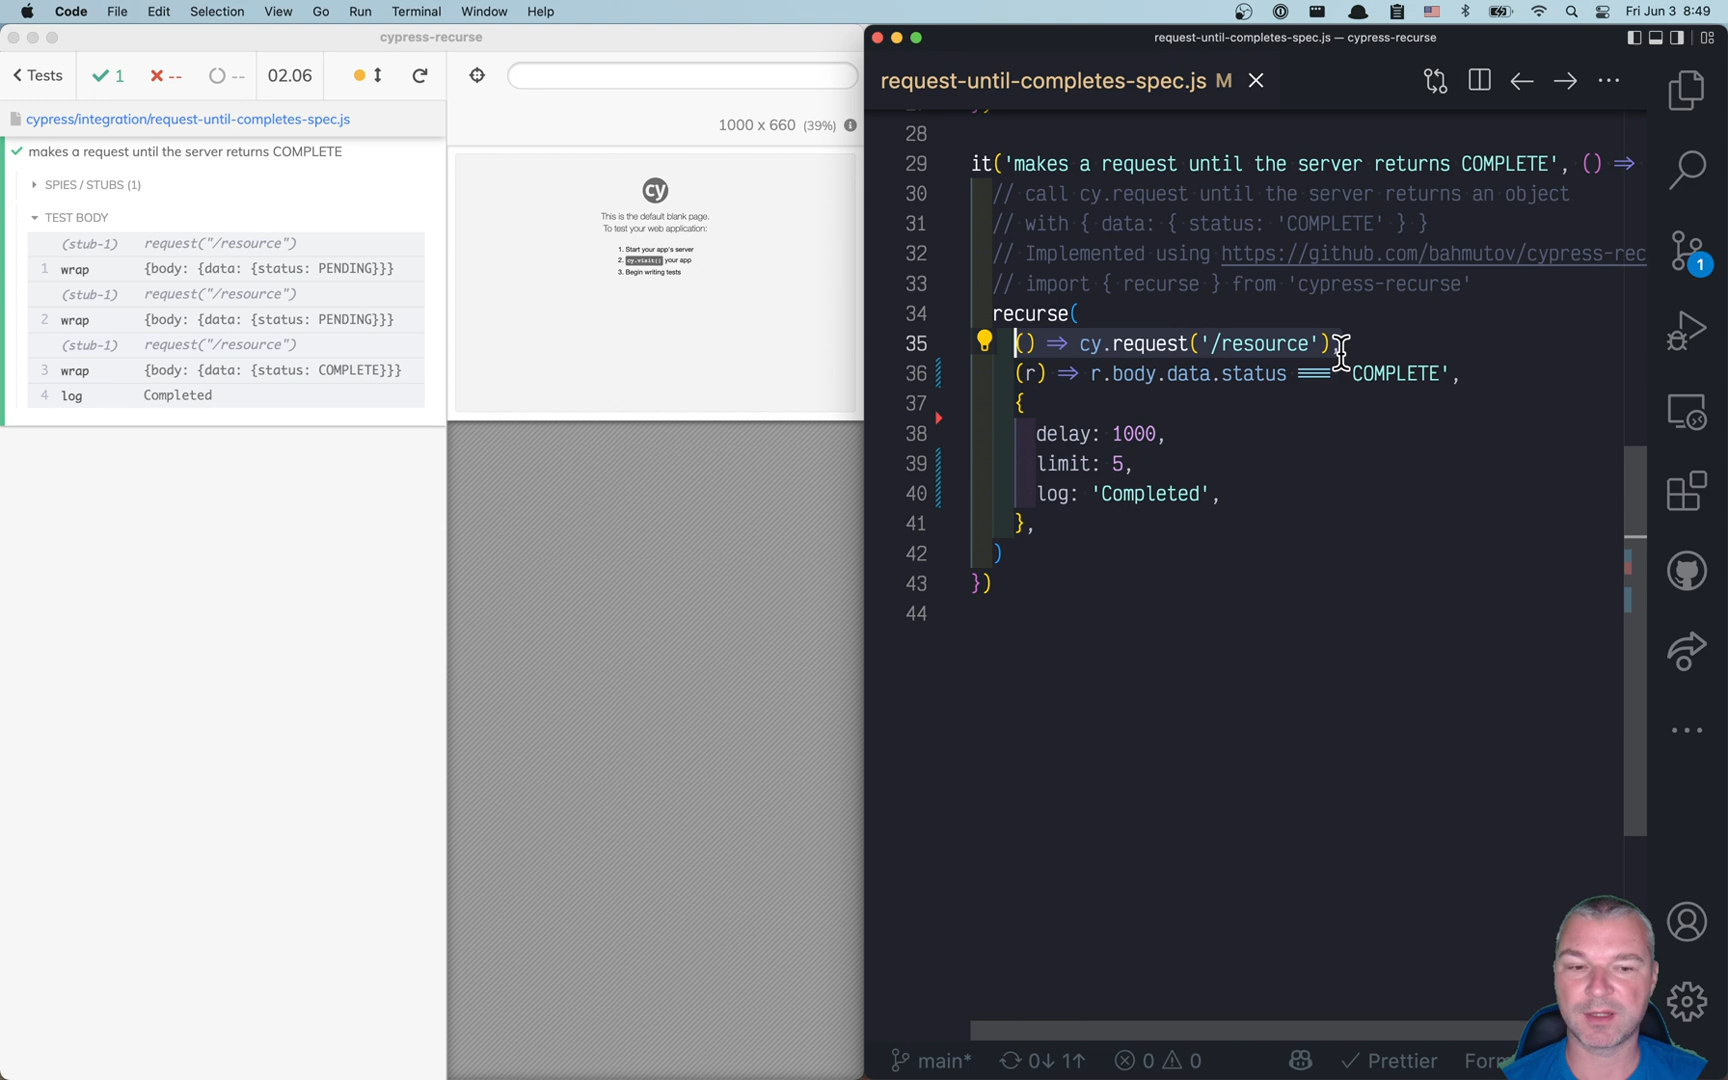 Code File Edit Selection View Go Run Terminal Window Help Fri Jun 3 8:49
cypress-recurse
request-until-completes-spec.js — cypress-recurse
Tests 1 -- -- 02.06
request-until-completes-spec.js M
cypress/integration/request-until-completes-spec.js
1000 x 660 (39%)
makes a request until the server returns COMPLETE
SPIES / STUBS (1)
TEST BODY
(stub-1) request("/resource")
1 wrap {body: {data: {status: PENDING}}}
(stub-1) request("/resource")
2 wrap {body: {data: {status: PENDING}}}
(stub-1) request("/resource")
3 wrap {body: {data: {status: COMPLETE}}}
4 log Completed
cy
This is the default blank page.
To test your web application:
1. Start your app's server
2. cy.visit() your app
3. Begin writing tests
28
29 it('makes a request until the server returns COMPLETE', () =>
30 // call cy.request until the server returns an object
31 // with { data: { status: 'COMPLETE' } }
32 // Implemented using https://github.com/bahmutov/cypress-rec
33 // import { recurse } from 'cypress-recurse'
34 recurse(
35 () => cy.request('/resource'),
36 (r) => r.body.data.status === 'COMPLETE',
37 {
38 delay: 1000,
39 limit: 5,
40 log: 'Completed',
41 },
42 )
43 })
44
1
main* 0↓ 1↑ 0 0 Prettier Form